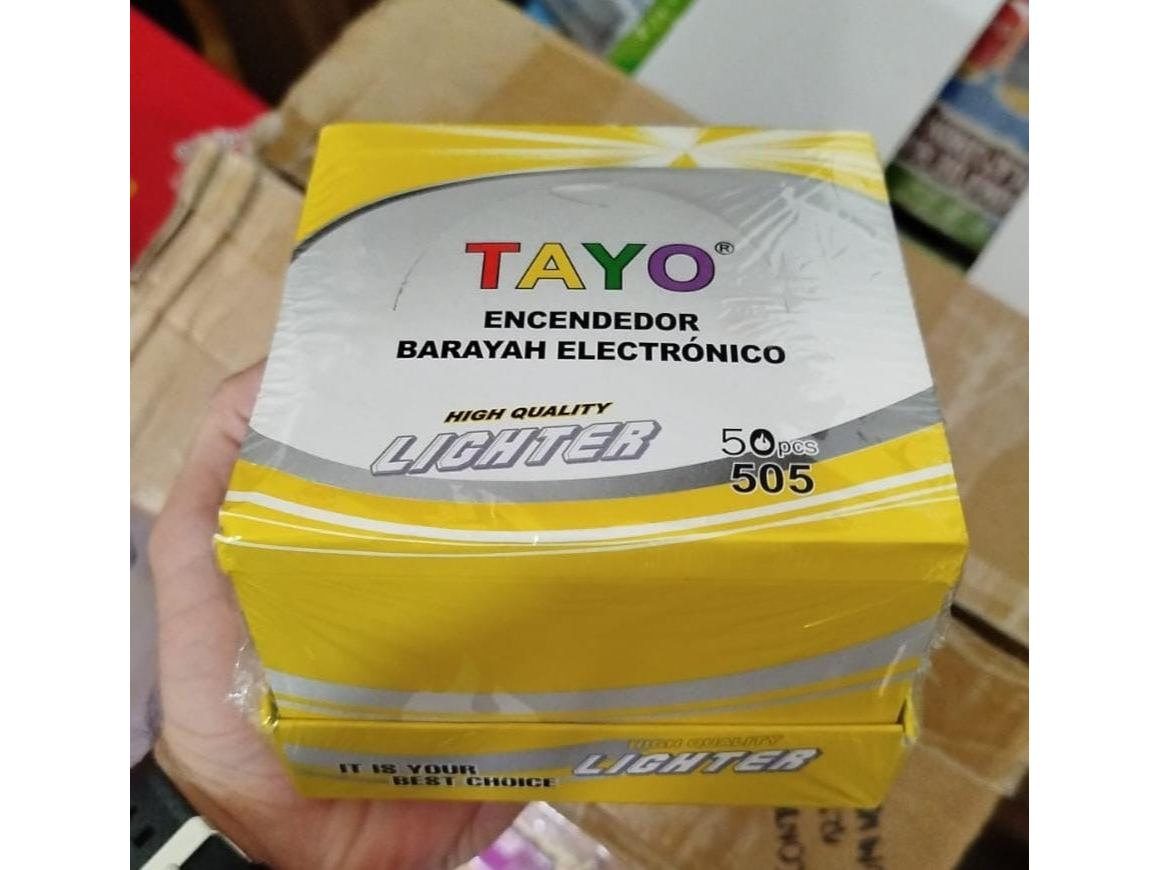 TAYO®
ENCENDEDOR
BARAYAH ELECTRÓNICO
HIGH QUALITY
LIGHTER
50pcs
505
HIGH QUALITY
IT IS YOUR
BEST CHOICE
LIGHTER